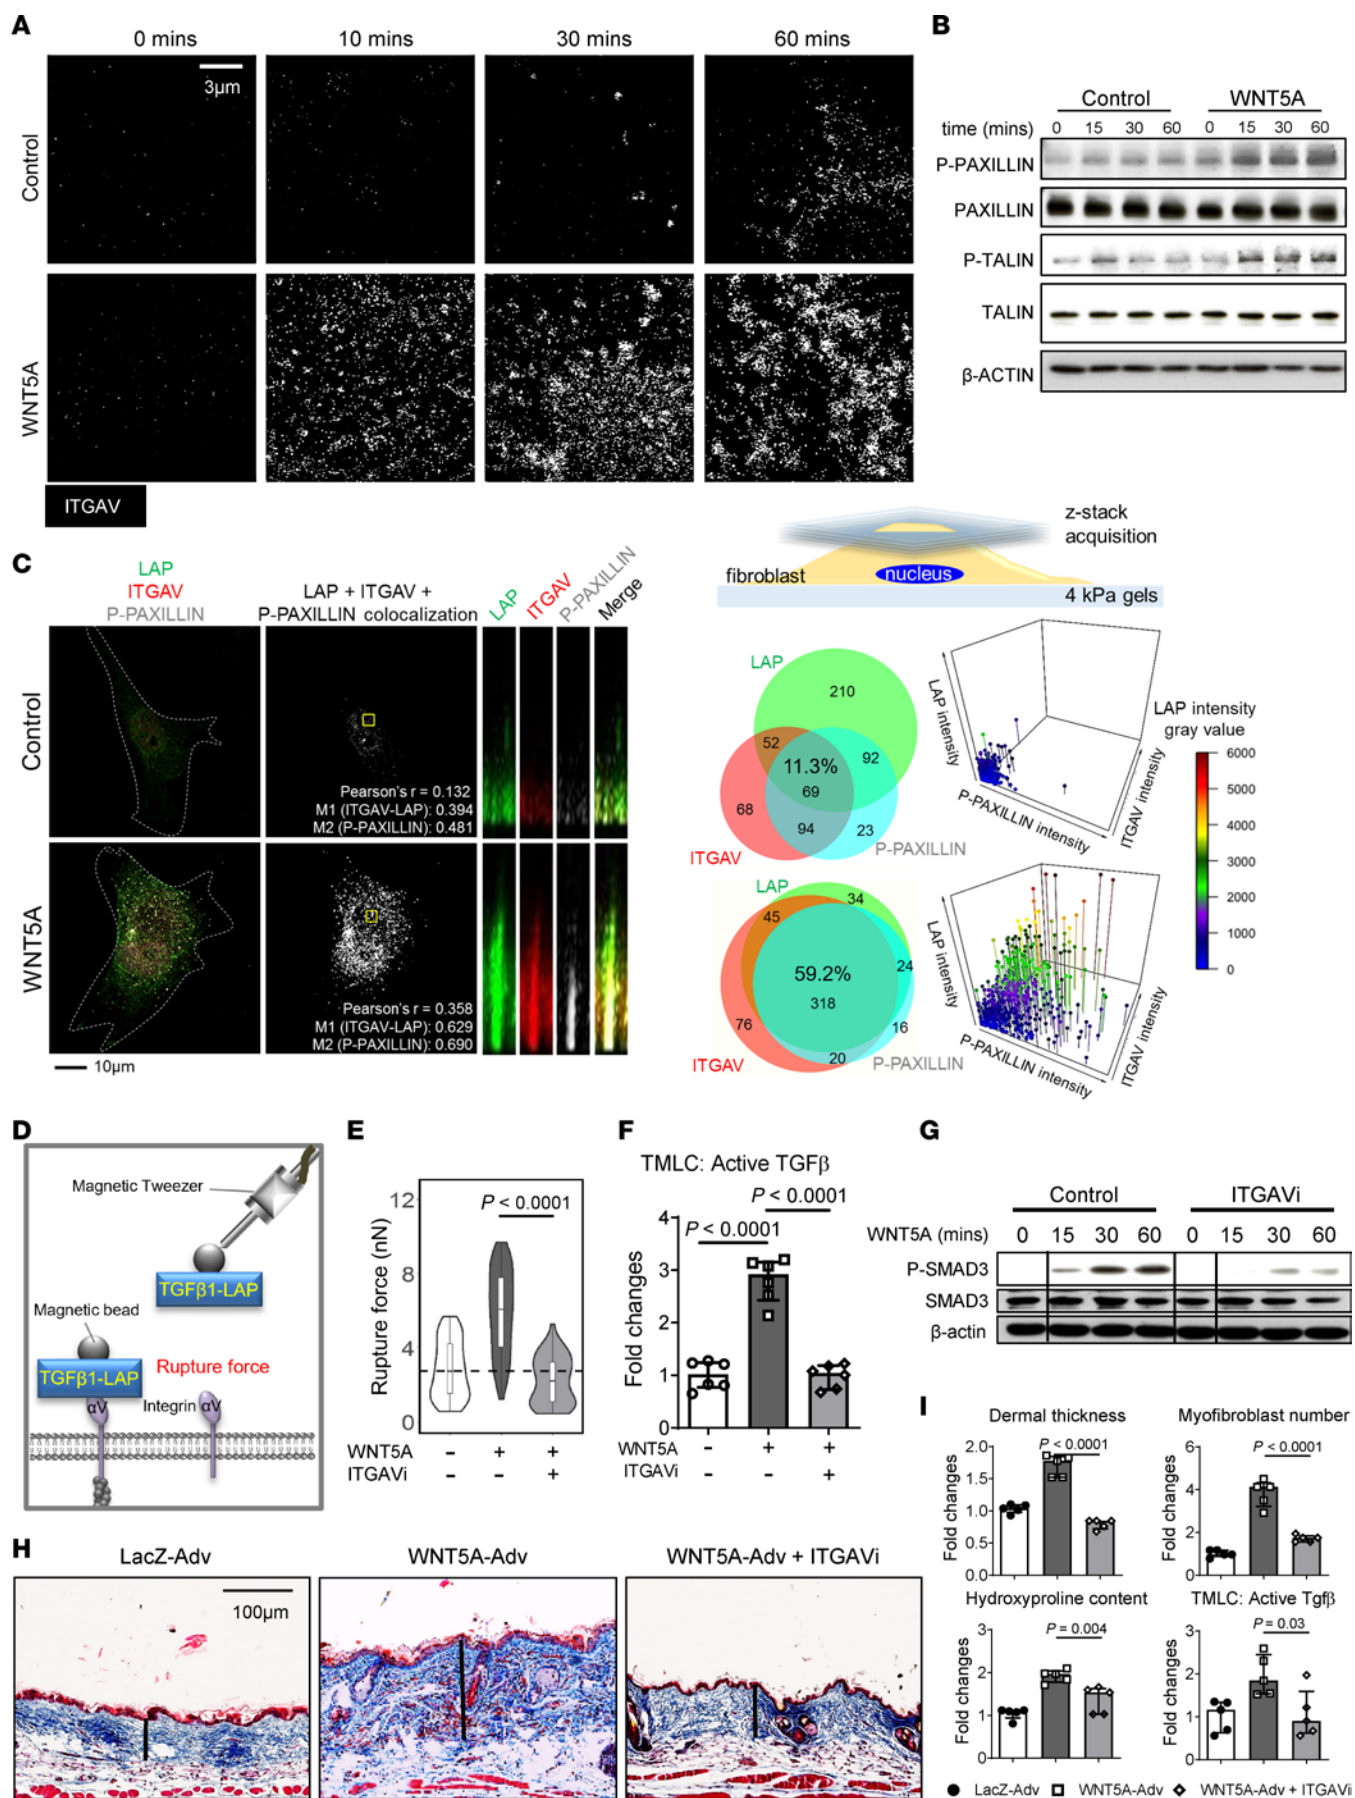 A
0 mins 10 mins 30 mins 60 mins
3µm
Control
WNT5A
ITGAV
B
Control WNT5A
time (mins) 0 15 30 60 0 15 30 60
P-PAXILLIN
PAXILLIN
P-TALIN
TALIN
β-ACTIN
C
LAP
ITGAV
P-PAXILLIN
LAP + ITGAV +
P-PAXILLIN colocalization
LAP
ITGAV
P-PAXILLIN
Merge
Control
Pearson's r = 0.132
M1 (ITGAV-LAP): 0.394
M2 (P-PAXILLIN): 0.481
WNT5A
Pearson's r = 0.358
M1 (ITGAV-LAP): 0.629
M2 (P-PAXILLIN): 0.690
10µm
z-stack
acquisition
fibroblast
nucleus
4 kPa gels
LAP
210
52
11.3%
92
69
68
94
23
ITGAV
P-PAXILLIN
LAP
34
45
59.2%
24
318
76
16
20
ITGAV
P-PAXILLIN
LAP intensity
P-PAXILLIN intensity
ITGAV intensity
LAP intensity
P-PAXILLIN intensity
ITGAV intensity
LAP intensity
gray value
6000
5000
4000
3000
2000
1000
0
D
Magnetic Tweezer
TGFβ1-LAP
Magnetic bead
TGFβ1-LAP
Rupture force
αV
Integrin αV
E
Rupture force (nN)
12
8
4
0
P < 0.0001
WNT5A – + +
ITGAVi – – +
F
TMLC: Active TGFβ
P < 0.0001
P < 0.0001
Fold changes
4
3
2
1
0
WNT5A – + +
ITGAVi – – +
G
Control ITGAVi
WNT5A (mins) 0 15 30 60 0 15 30 60
P-SMAD3
SMAD3
β-actin
H
LacZ-Adv WNT5A-Adv WNT5A-Adv + ITGAVi
100µm
I
Dermal thickness
P < 0.0001
Fold changes
2.0
1.5
1.0
0.5
0.0
Myofibroblast number
P < 0.0001
Fold changes
6
4
2
0
Hydroxyproline content
P = 0.004
Fold changes
3
2
1
0
TMLC: Active Tgfβ
P = 0.03
Fold changes
3
2
1
0
LacZ-Adv WNT5A-Adv WNT5A-Adv + ITGAVi